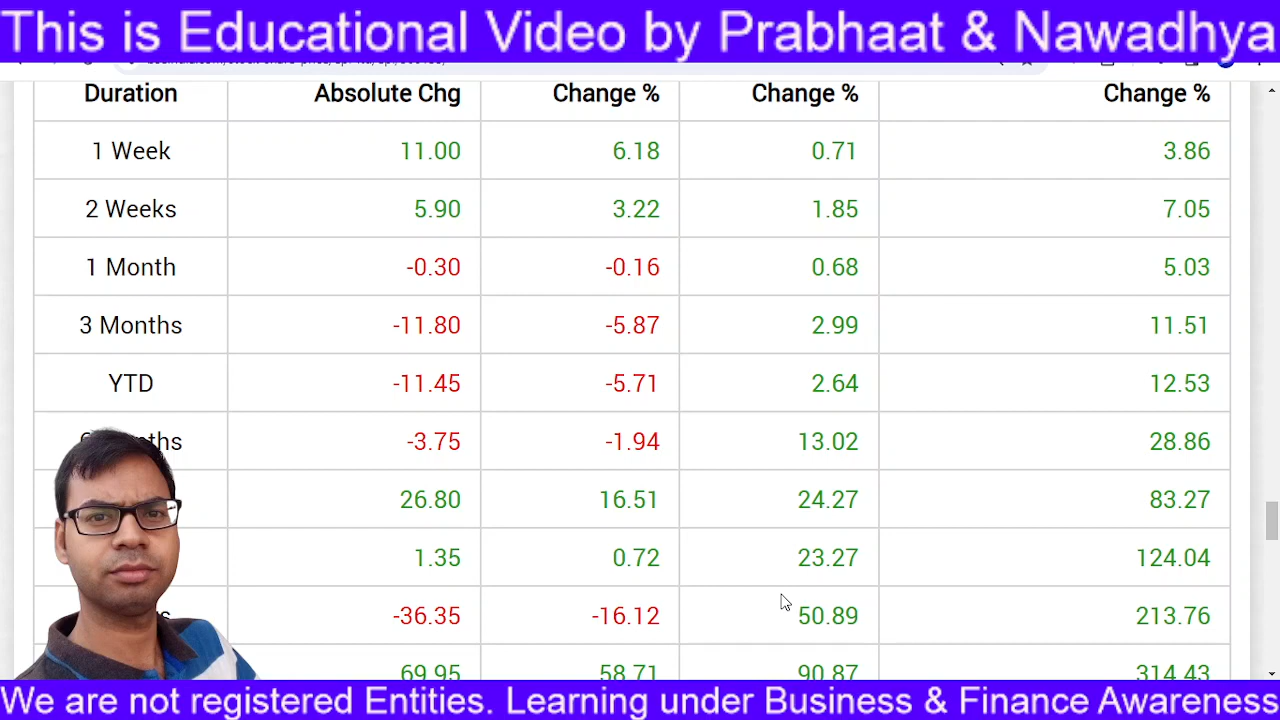 This is Educational Video by Prabhaat & Nawadhya
Duration Absolute Chg Change % Change % Change %
1 Week 11.00 6.18 0.71 3.86
2 Weeks 5.90 3.22 1.85 7.05
1 Month -0.30 -0.16 0.68 5.03
3 Months -11.80 -5.87 2.99 11.51
YTD -11.45 -5.71 2.64 12.53
-3.75 -1.94 13.02 28.86
26.80 16.51 24.27 83.27
1.35 0.72 23.27 124.04
-36.35 -16.12 50.89 213.76
69.95 58.71 90.87 314.43
We are not registered Entities. Learning under Business & Finance Awareness